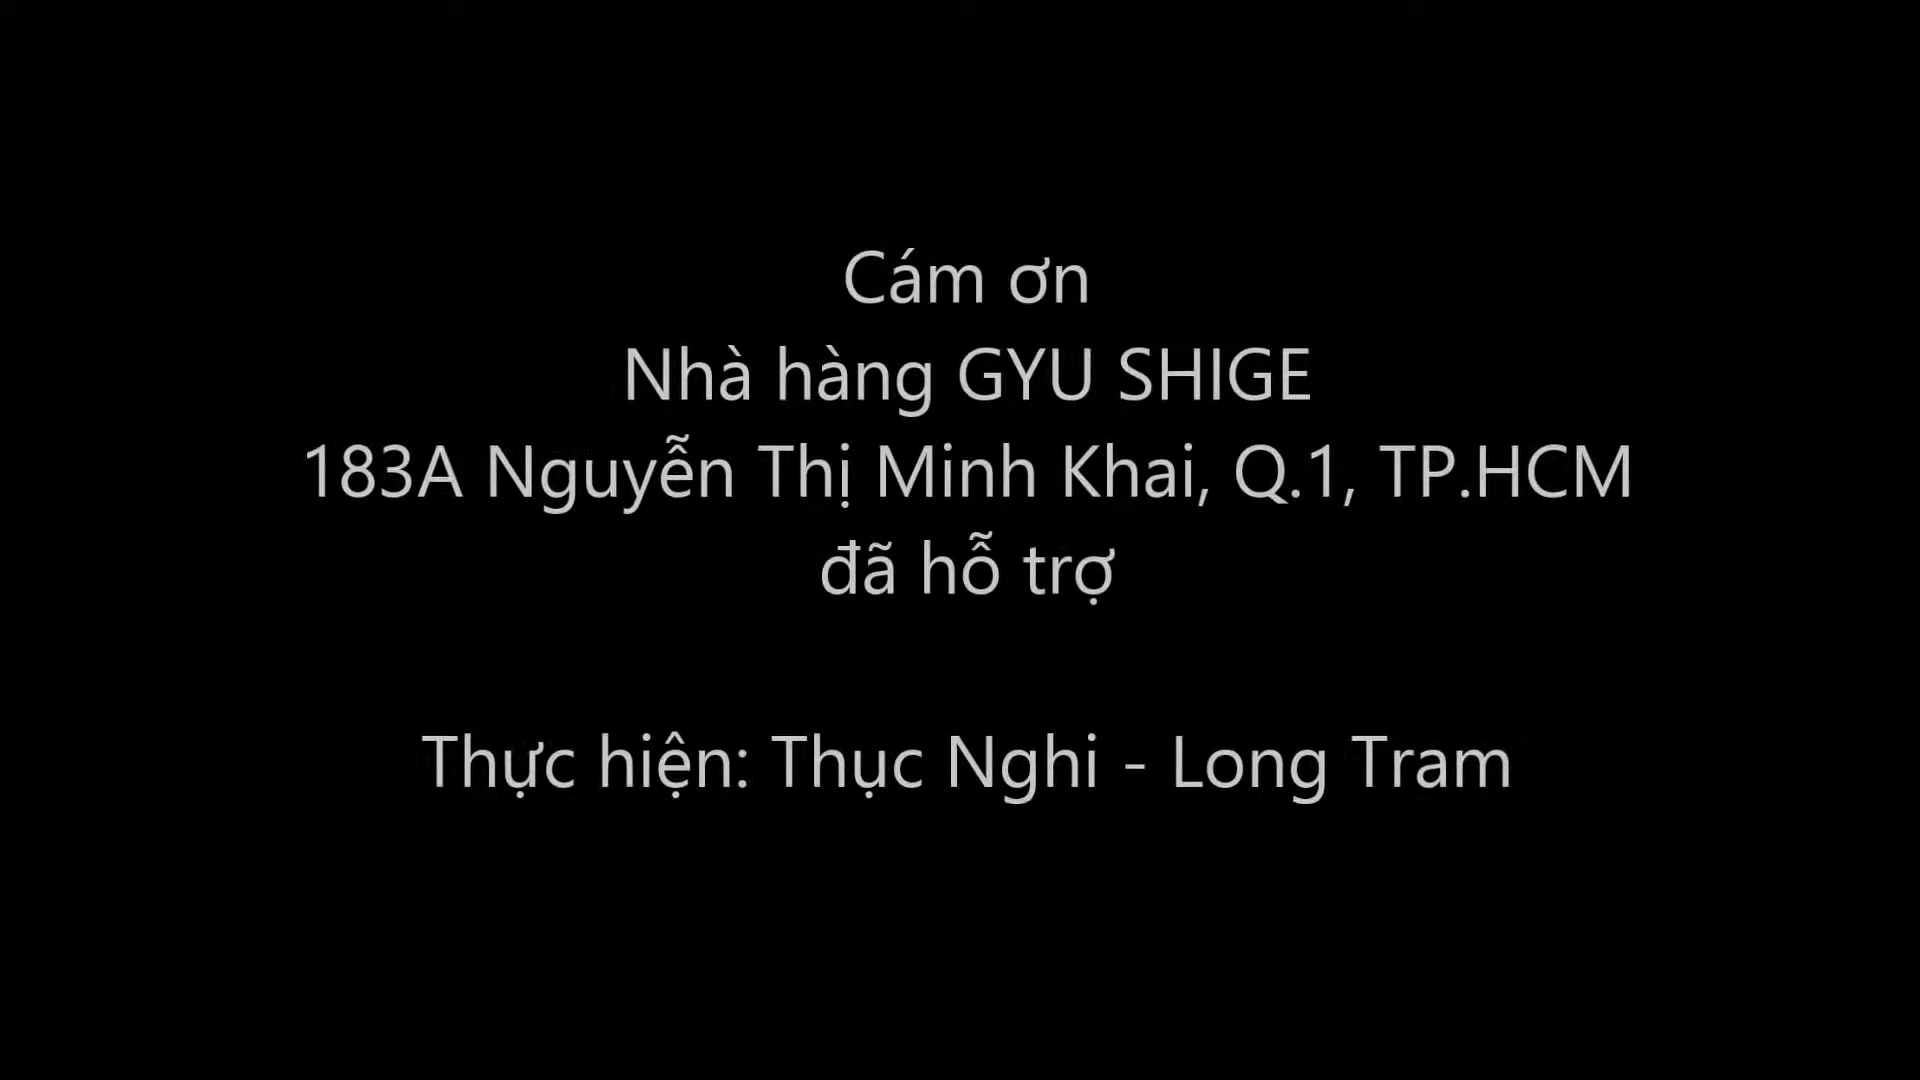 Cám ơn
Nhà hàng GYU SHIGE
183A Nguyễn Thị Minh Khai, Q.1, TP.HCM
đã hỗ trợ
Thực hiện: Thục Nghi - Long Tram